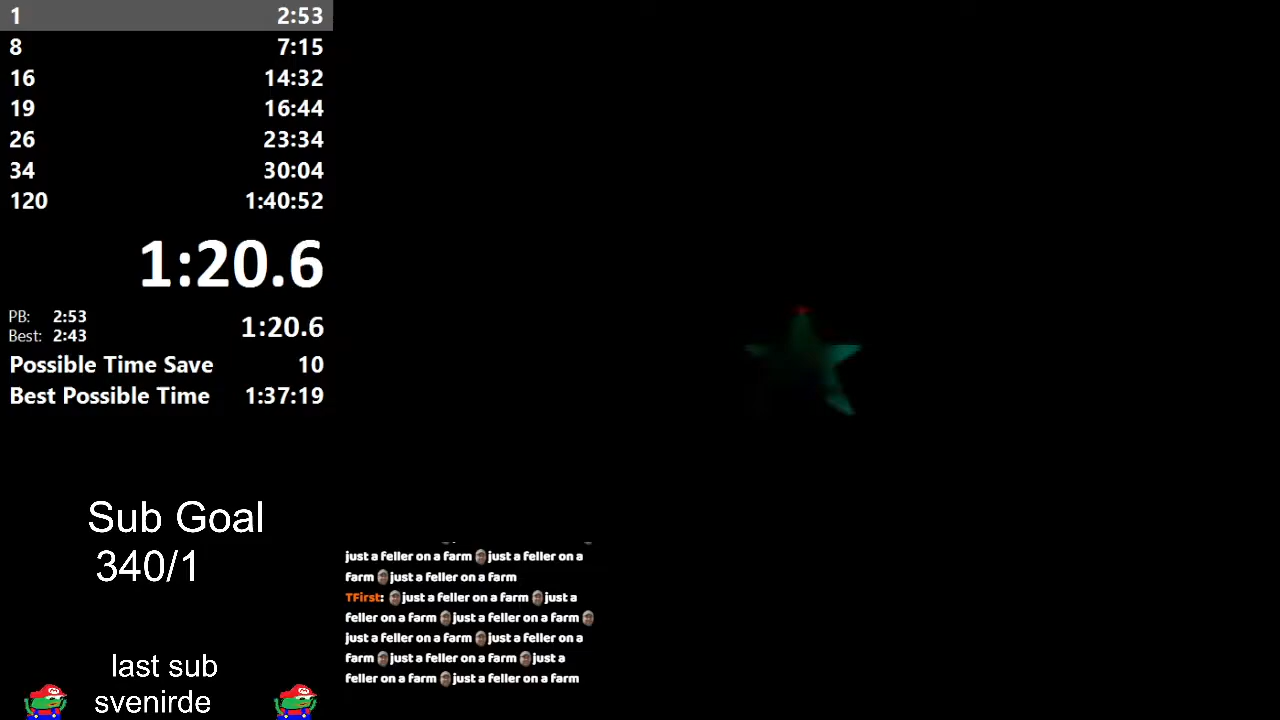 1 2:53
8 7:15
16 14:32
19 16:44
26 23:34
34 30:04
120 1:40:52
1:20.6
PB: 2:53
Best: 2:43
1:20.6
Possible Time Save 10
Best Possible Time 1:37:19
Sub Goal
340/1
last sub
svenirde
just a feller on a farm just a feller on a
farm just a feller on a farm
TFirst: just a feller on a farm just a
feller on a farm just a feller on a farm
just a feller on a farm just a feller on a
farm just a feller on a farm just a
feller on a farm just a feller on a farm